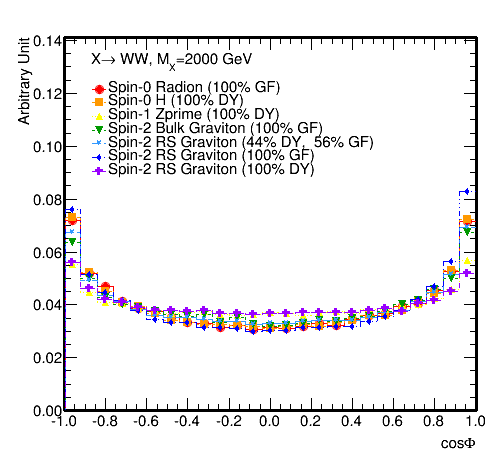 Arbitrary Unit
0.14
0.12
0.10
0.08
0.06
0.04
0.02
0.00
X→ WW, M_X=2000 GeV
Spin-0 Radion (100% GF)
Spin-0 H (100% DY)
Spin-1 Zprime (100% DY)
Spin-2 Bulk Graviton (100% GF)
Spin-2 RS Graviton (44% DY, 56% GF)
Spin-2 RS Graviton (100% GF)
Spin-2 RS Graviton (100% DY)
-1.0 -0.8 -0.6 -0.4 -0.2 0.0 0.2 0.4 0.6 0.8 1.0
cosΦ